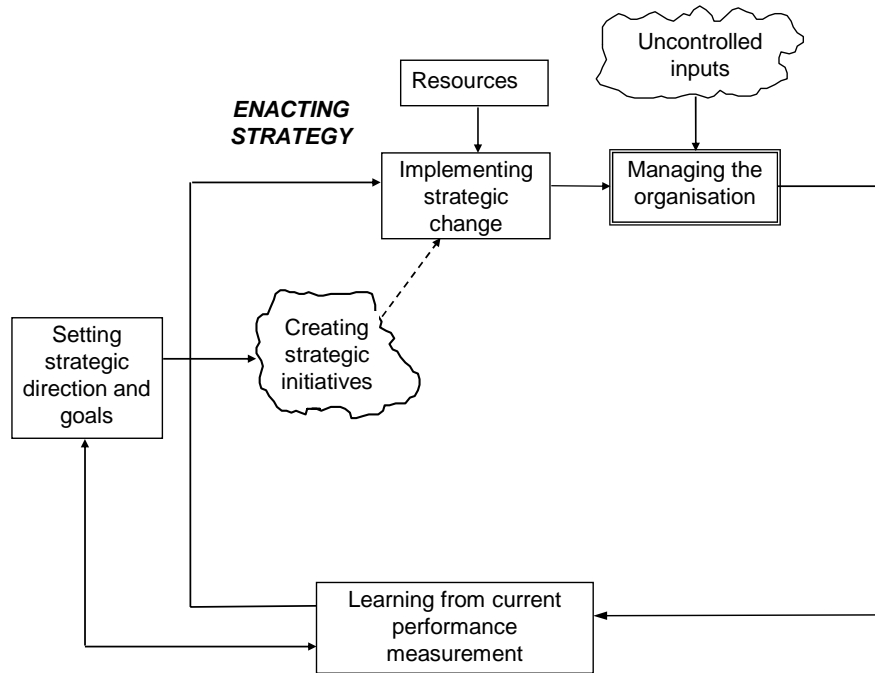 Uncontrolled
inputs
Resources
ENACTING
STRATEGY
Implementing
strategic
change
Managing the
organisation
Creating
strategic
initiatives
Setting
strategic
direction and
goals
Learning from current
performance
measurement